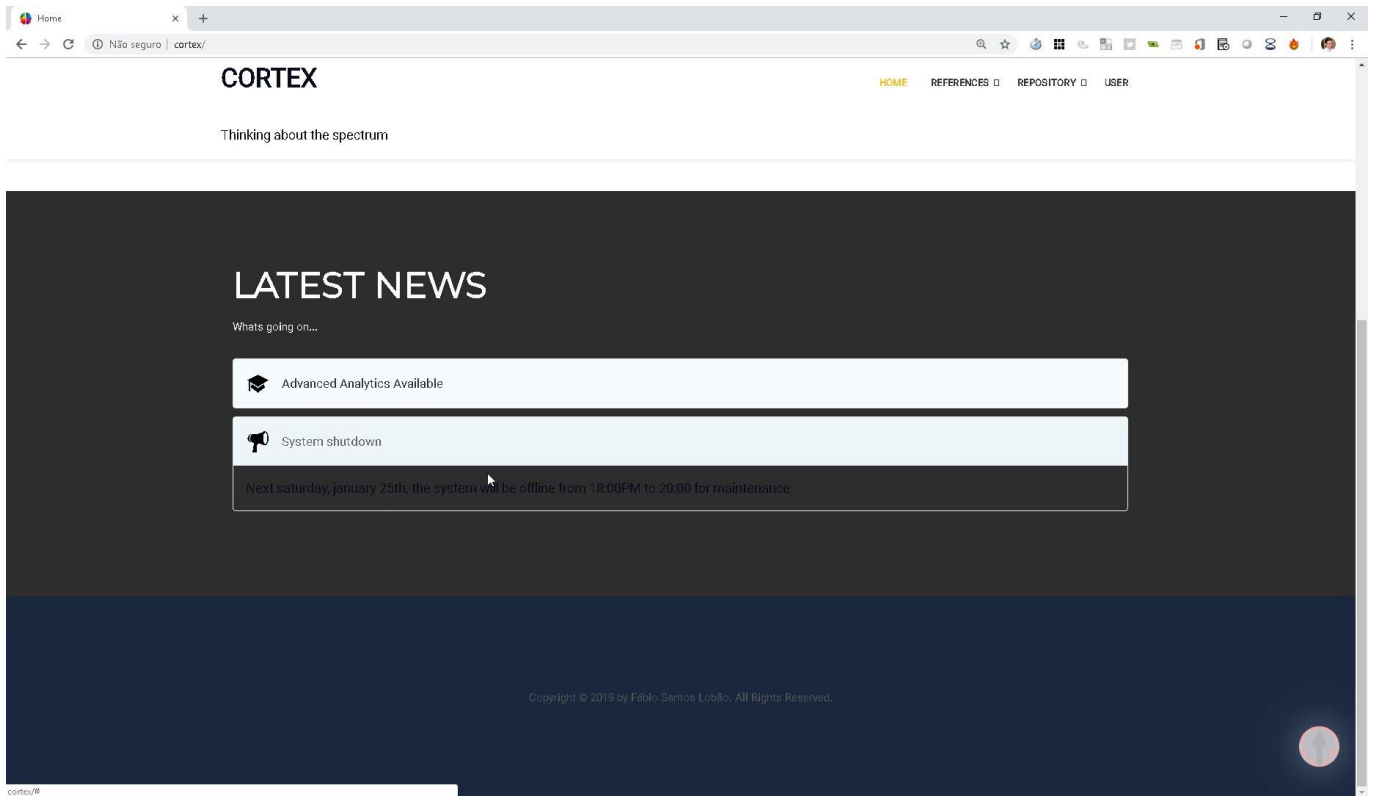 Home
Não seguro
cortex/
CORTEX
HOME
REFERENCES
REPOSITORY
USER
Thinking about the spectrum
LATEST NEWS
Whats going on...
Advanced Analytics Available
System shutdown
Next saturday, january 25th, the system will be offline from 18:00PM to 20:00 for maintenance
Copyright © 2019 by Fábio Santos Lobão. All Rights Reserved.
cortex/#